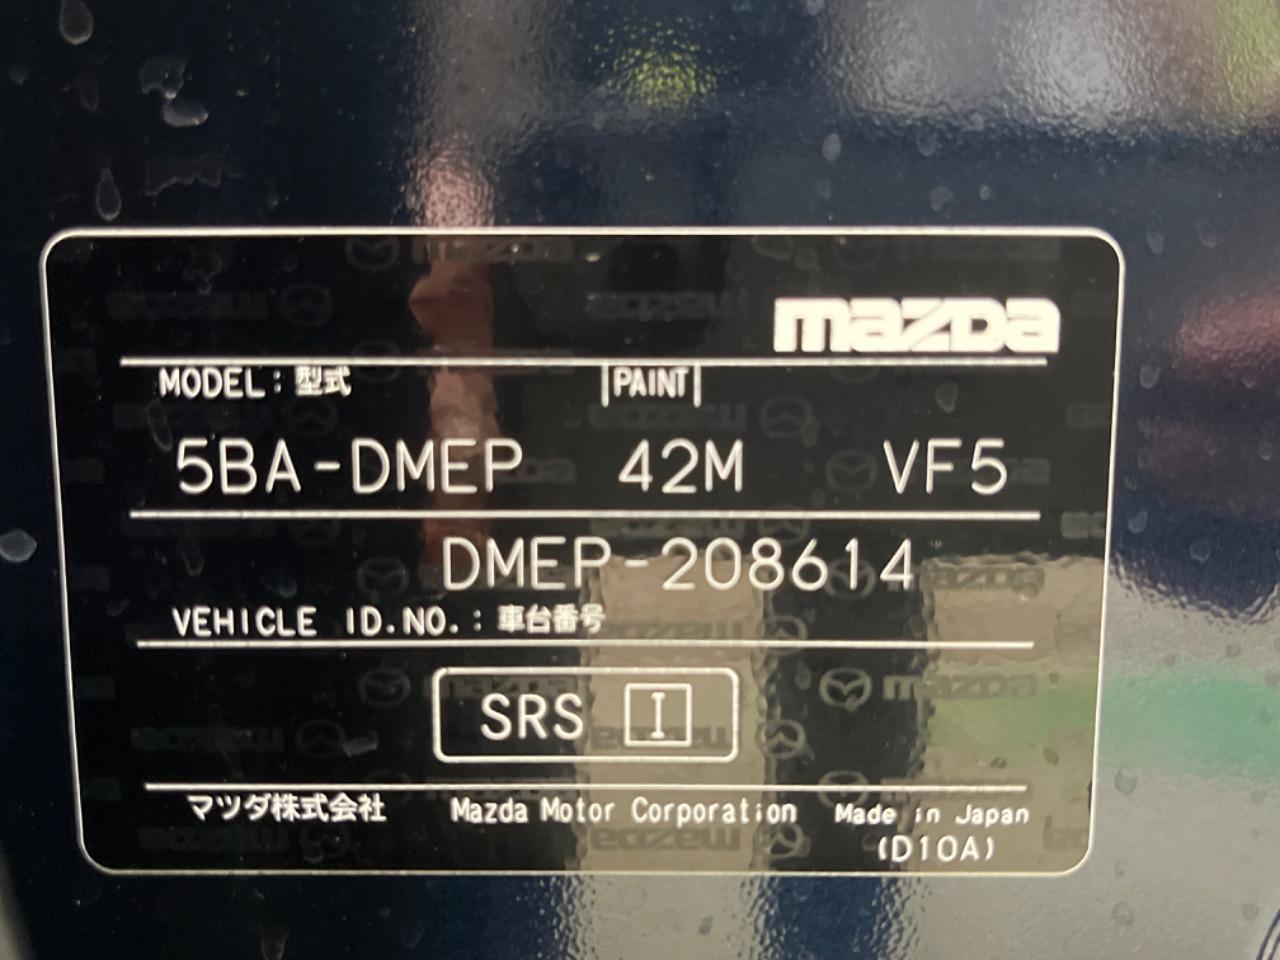 mazda
MODEL: 型式 PAINT
5BA-DMEP 42M VF5
DMEP-208614
VEHICLE ID.NO.: 車台番号
SRS I
マツダ株式会社 Mazda Motor Corporation Made in Japan
(D10A)